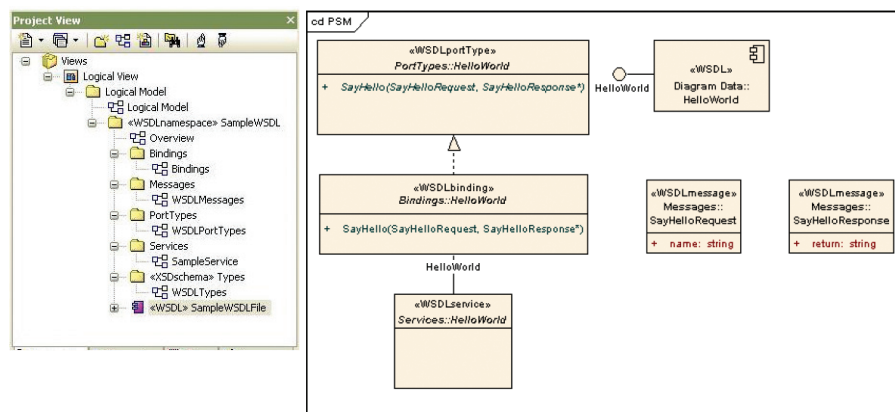 Project View
Views
Logical View
Logical Model
Logical Model
«WSDLnamespace» SampleWSDL
Overview
Bindings
Bindings
Messages
WSDLMessages
PortTypes
WSDLPortTypes
Services
SampleService
«XSDschema» Types
WSDLTypes
«WSDL» SampleWSDLFile
cd PSM
«WSDLportType»
PortTypes::HelloWorld
+ SayHello(SayHelloRequest, SayHelloResponse*)
HelloWorld
«WSDL»
Diagram Data::
HelloWorld
«WSDLbinding»
Bindings::HelloWorld
+ SayHello(SayHelloRequest, SayHelloResponse*)
«WSDLmessage»
Messages::
SayHelloRequest
+ name: string
«WSDLmessage»
Messages::
SayHelloResponse
+ return: string
HelloWorld
«WSDLservice»
Services::HelloWorld